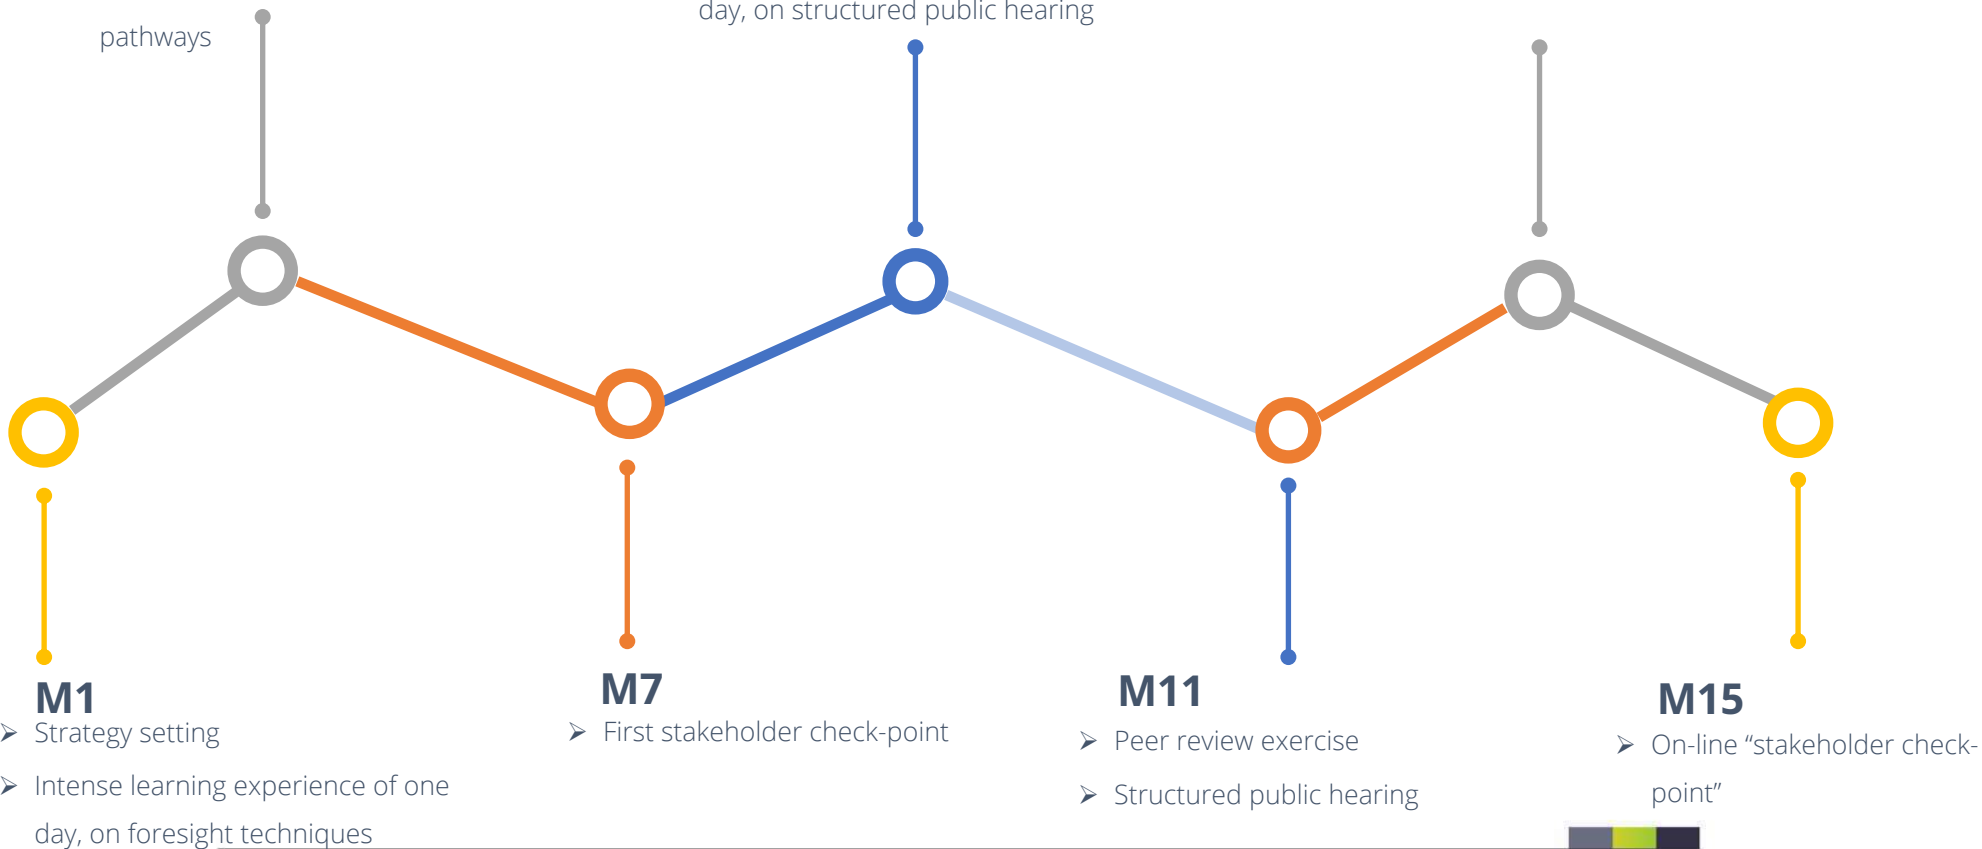 pathways
day, on structured public hearing
M1
➢ Strategy setting
➢ Intense learning experience of one
day, on foresight techniques
M7
➢ First stakeholder check-point
M11
➢ Peer review exercise
➢ Structured public hearing
M15
➢ On-line “stakeholder check-
point”